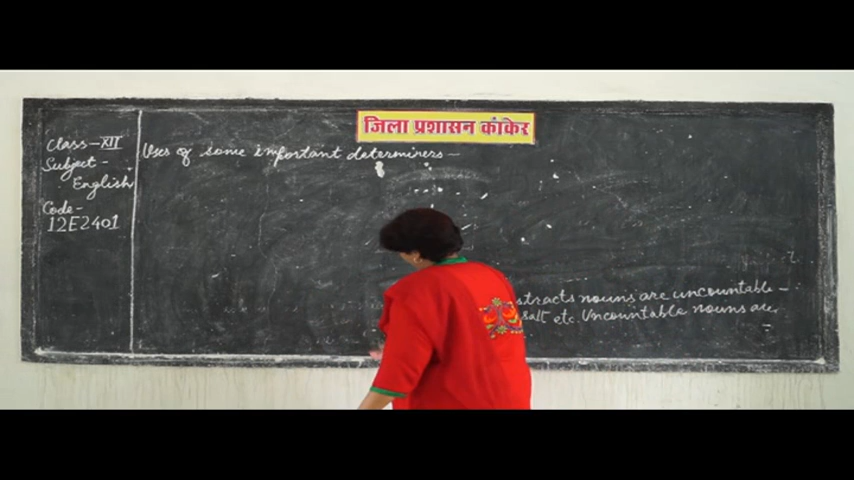 जिला प्रशासन कांकेर
Class - XII
Subject -
English
Code -
12E2401
Uses of some important determiners -
stracts nouns are uncountable -
salt etc. Uncountable nouns are